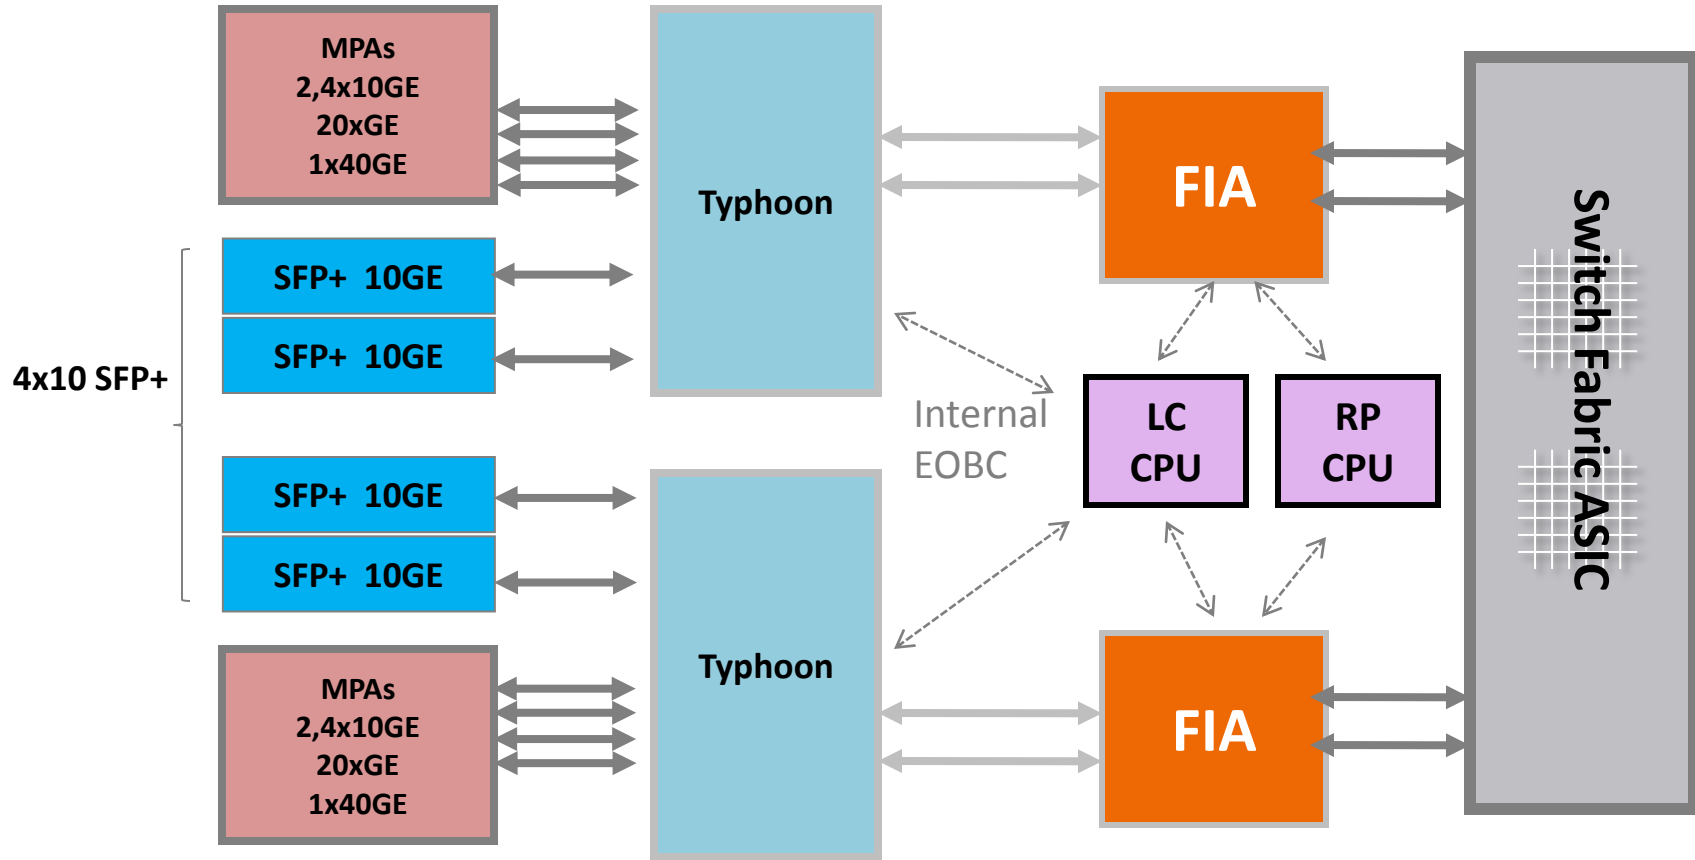 MPAs
2,4x10GE
20xGE
1x40GE
SFP+ 10GE
SFP+ 10GE
4x10 SFP+
SFP+ 10GE
SFP+ 10GE
MPAs
2,4x10GE
20xGE
1x40GE
Typhoon
Typhoon
Internal
EOBC
FIA
LC
CPU
RP
CPU
FIA
Switch Fabric ASIC